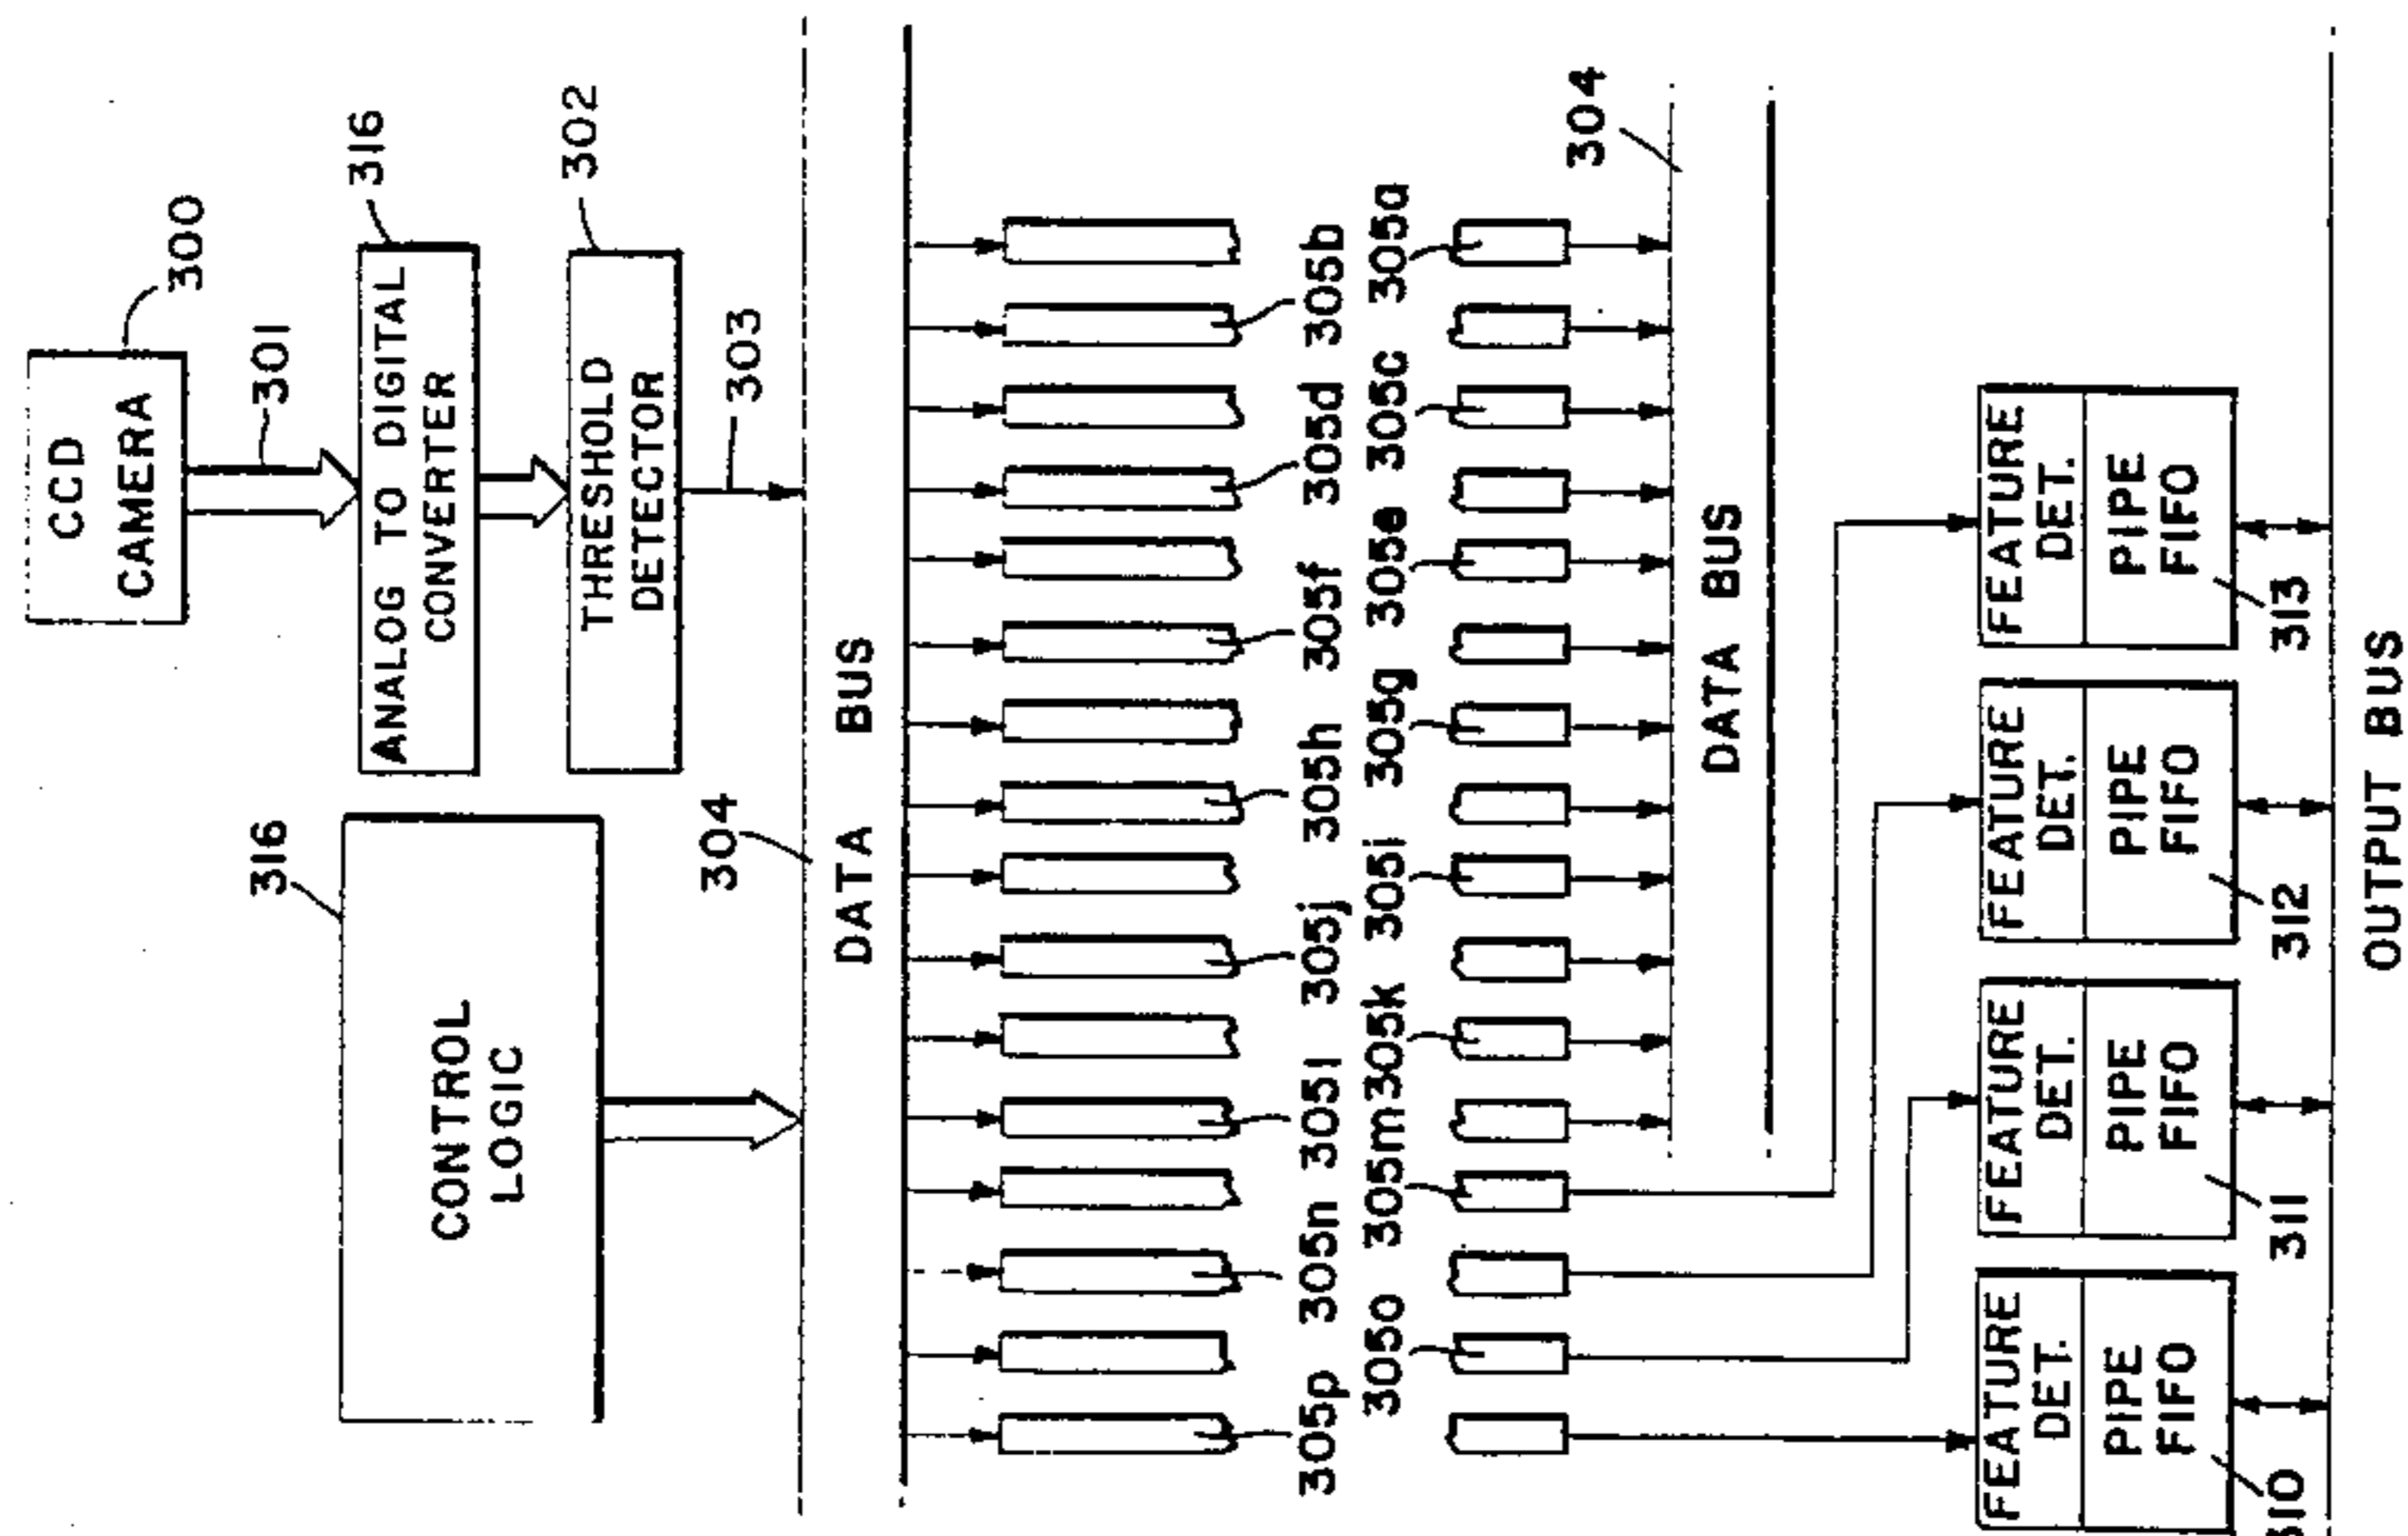 CCD
CAMERA
300
301
ANALOG TO DIGITAL
CONVERTER
316
THRESHOLD
DETECTOR
302
303
CONTROL
LOGIC
316
304
DATA BUS
305p
305n
305l
305j
305h
305f
305d
305b
305o
305m
305k
305i
305g
305e
305c
305a
304
DATA BUS
FEATURE
DET.
PIPE
FIFO
310
FEATURE
DET.
PIPE
FIFO
311
FEATURE
DET.
PIPE
FIFO
312
FEATURE
DET.
PIPE
FIFO
313
OUTPUT BUS